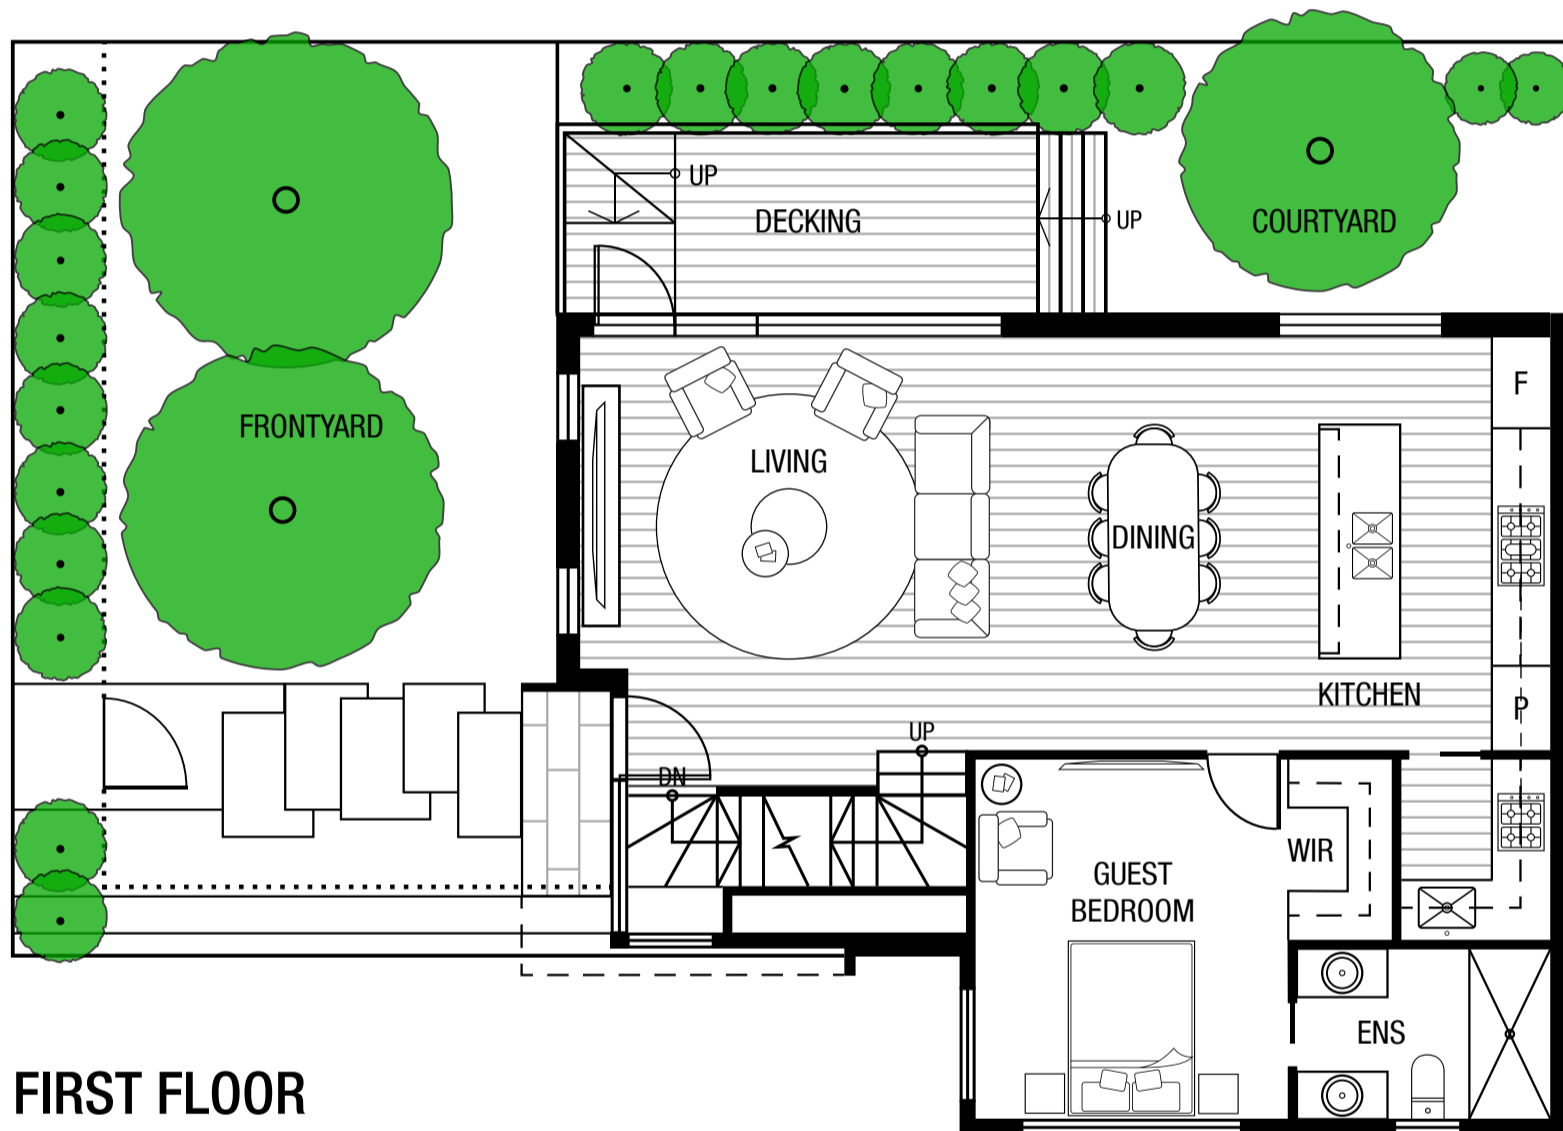 UP
DECKING
UP
COURTYARD
F
FRONTYARD
LIVING
DINING
KITCHEN
P
UP
DN
WIR
GUEST
BEDROOM
ENS
FIRST FLOOR